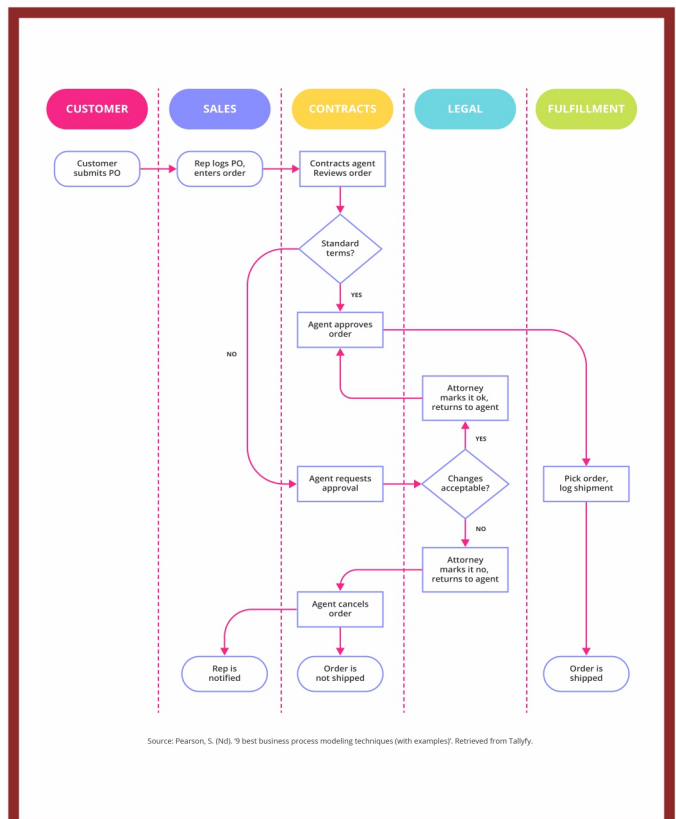 CUSTOMER
SALES
CONTRACTS
LEGAL
FULFILLMENT
Customer
submits PO
Rep logs PO,
enters order
Contracts agent
Reviews order
Standard
terms?
YES
Agent approves
order
NO
Attorney
marks it ok,
returns to agent
YES
Agent requests
approval
Changes
acceptable?
Pick order,
log shipment
NO
Attorney
marks it no,
returns to agent
Agent cancels
order
Rep is
notified
Order is
not shipped
Order is
shipped
Source: Pearson, S. (Nd). '9 best business process modeling techniques (with examples)'. Retrieved from Tallyfy.